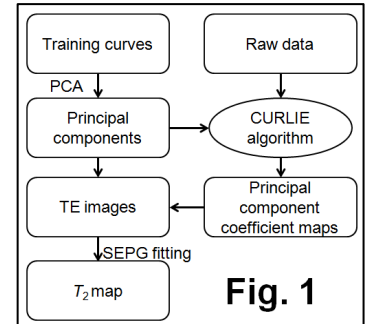 Training curves
Raw data
PCA
Principal
components
CURLIE
algorithm
TE images
Principal
component
coefficient maps
SEPG fitting
T₂ map
Fig. 1